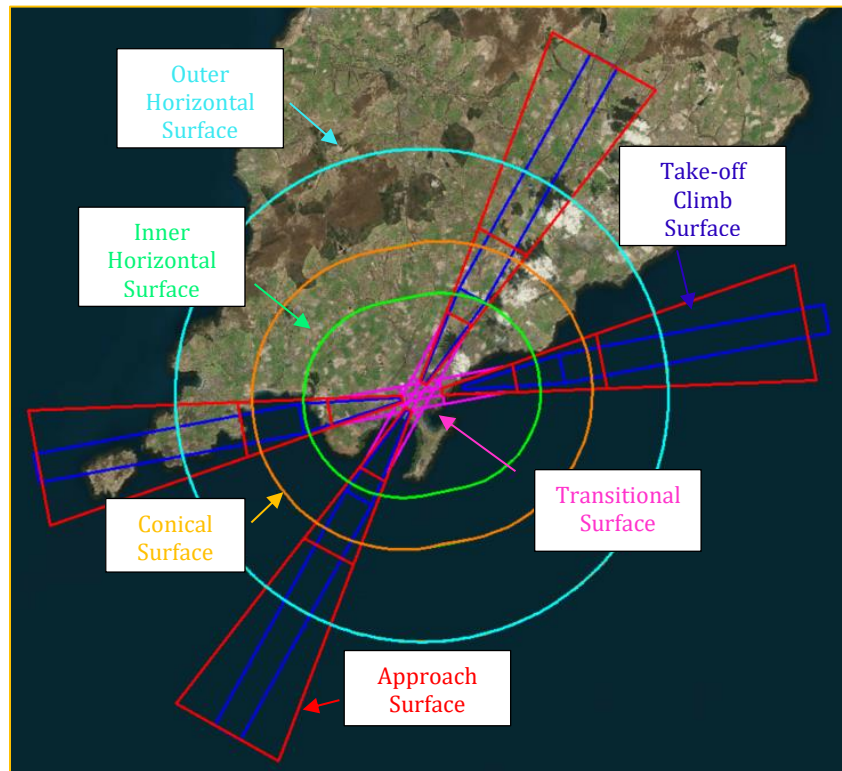 Outer
Horizontal
Surface
Take-off
Climb
Surface
Inner
Horizontal
Surface
Transitional
Surface
Conical
Surface
Approach
Surface